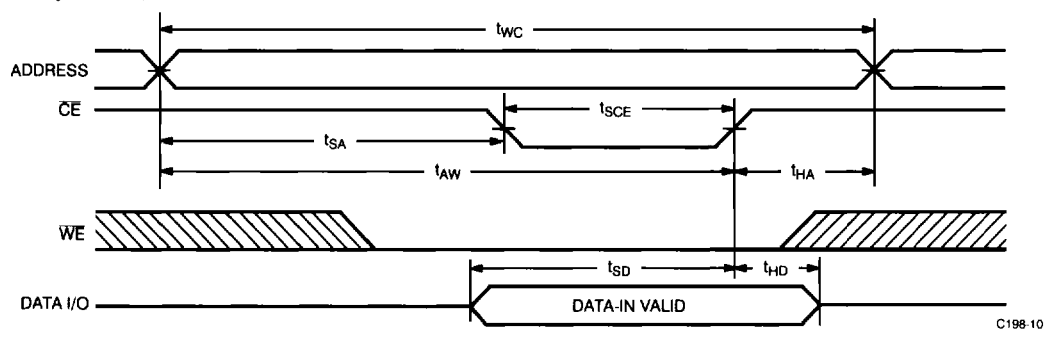 tWC
ADDRESS
CE
tSCE
tSA
tAW
tHA
WE
tSD
tHD
DATA I/O
DATA-IN VALID
C198-10